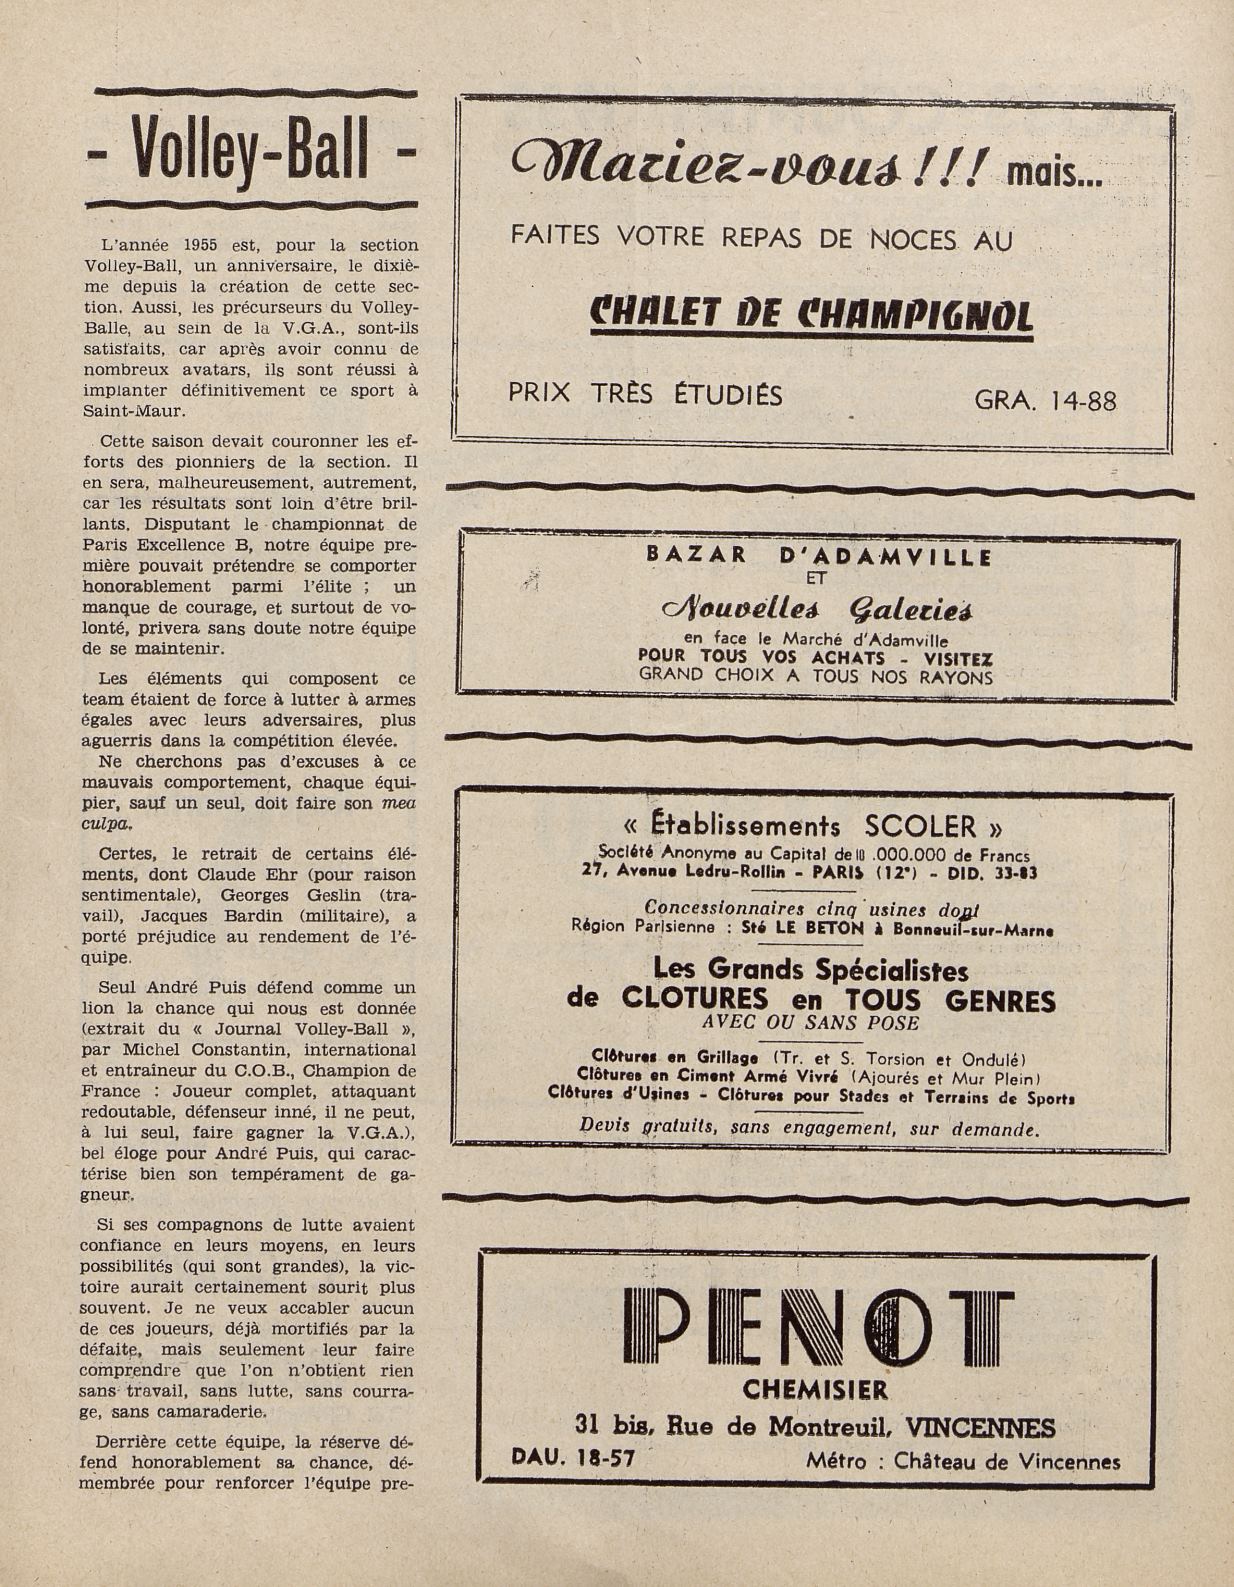 - Volley-Ball -
L'année 1955 est, pour la section
Volley-Ball, un anniversaire, le dixiè-
me depuis la création de cette sec-
tion. Aussi, les précurseurs du Volley-
Balle, au sein de la V.G.A., sont-ils
satisfaits, car après avoir connu de
nombreux avatars, ils sont réussi à
implanter définitivement ce sport à
Saint-Maur.
Cette saison devait couronner les ef-
forts des pionniers de la section. Il
en sera, malheureusement, autrement,
car les résultats sont loin d'être bril-
lants. Disputant le championnat de
Paris Excellence B, notre équipe pre-
mière pouvait prétendre se comporter
honorablement parmi l'élite ; un
manque de courage, et surtout de vo-
lonté, privera sans doute notre équipe
de se maintenir.
Les éléments qui composent ce
team étaient de force à lutter à armes
égales avec leurs adversaires, plus
aguerris dans la compétition élevée.
Ne cherchons pas d'excuses à ce
mauvais comportement, chaque équi-
pier, sauf un seul, doit faire son mea
culpa.
Certes, le retrait de certains élé-
ments, dont Claude Ehr (pour raison
sentimentale), Georges Geslin (tra-
vail), Jacques Bardin (militaire), a
porté préjudice au rendement de l'é-
quipe.
Seul André Puis défend comme un
lion la chance qui nous est donnée
(extrait du « Journal Volley-Ball »,
par Michel Constantin, international
et entraîneur du C.O.B., Champion de
France : Joueur complet, attaquant
redoutable, défenseur inné, il ne peut,
à lui seul, faire gagner la V.G.A.),
bel éloge pour André Puis, qui carac-
térise bien son tempérament de ga-
gneur.
Si ses compagnons de lutte avaient
confiance en leurs moyens, en leurs
possibilités (qui sont grandes), la vic-
toire aurait certainement sourit plus
souvent. Je ne veux accabler aucun
de ces joueurs, déjà mortifiés par la
défaite, mais seulement leur faire
comprendre que l'on n'obtient rien
sans travail, sans lutte, sans courra-
ge, sans camaraderie.
Derrière cette équipe, la réserve dé-
fend honorablement sa chance, dé-
membrée pour renforcer l'équipe pre-
Mariez-vous !!! mais...
FAITES VOTRE REPAS DE NOCES AU
CHALET DE CHAMPIGNOL
PRIX TRÈS ÉTUDIÉS GRA. 14-88
BAZAR D'ADAMVILLE
ET
Nouvelles Galeries
en face le Marché d'Adamville
POUR TOUS VOS ACHATS - VISITEZ
GRAND CHOIX A TOUS NOS RAYONS
« Établissements SCOLER »
Société Anonyme au Capital de 10.000.000 de Francs
27, Avenue Ledru-Rollin - PARIS (12e) - DID. 33-83
Concessionnaires cinq usines dont
Région Parisienne : Sté LE BETON à Bonneuil-sur-Marne
Les Grands Spécialistes
de CLOTURES en TOUS GENRES
AVEC OU SANS POSE
Clôtures en Grillage (Tr. et S. Torsion et Ondulé)
Clôtures en Ciment Armé Vivré (Ajourés et Mur Plein)
Clôtures d'Usines - Clôtures pour Stades et Terrains de Sports
Devis gratuits, sans engagement, sur demande.
PENOT
CHEMISIER
31 bis, Rue de Montreuil, VINCENNES
DAU. 18-57 Métro : Château de Vincennes